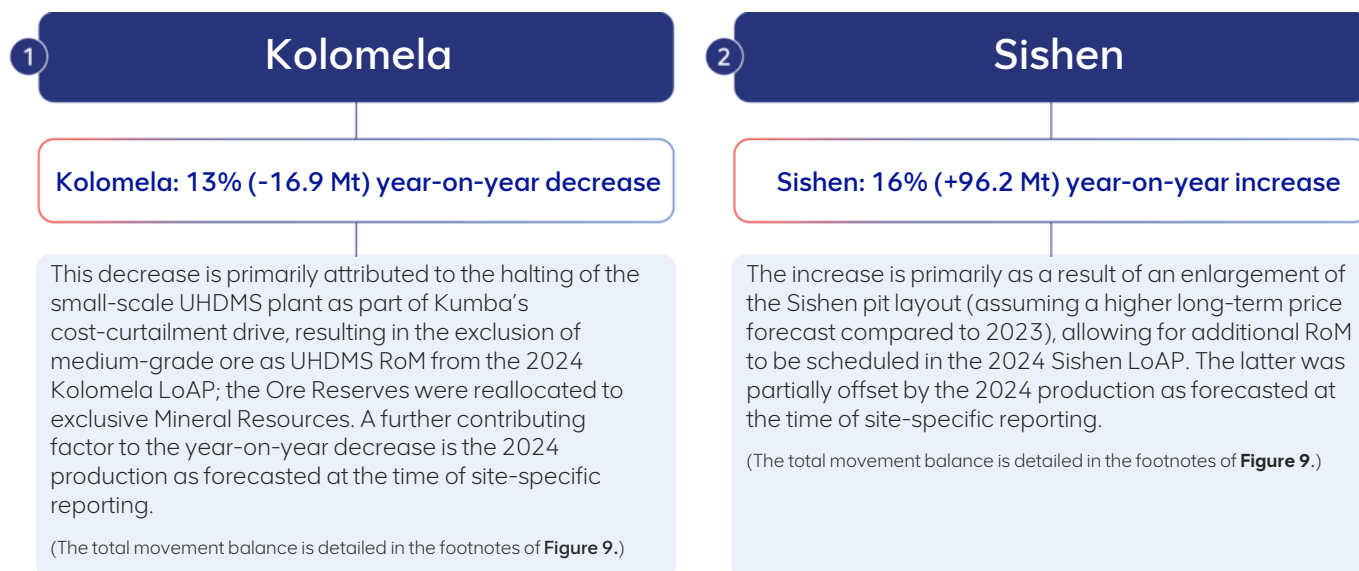 1
Kolomela
Kolomela: 13% (-16.9 Mt) year-on-year decrease
This decrease is primarily attributed to the halting of the
small-scale UHDMS plant as part of Kumba’s
cost-curtailment drive, resulting in the exclusion of
medium-grade ore as UHDMS RoM from the 2024
Kolomela LoAP; the Ore Reserves were reallocated to
exclusive Mineral Resources. A further contributing
factor to the year-on-year decrease is the 2024
production as forecasted at the time of site-specific
reporting.
(The total movement balance is detailed in the footnotes of Figure 9.)
2
Sishen
Sishen: 16% (+96.2 Mt) year-on-year increase
The increase is primarily as a result of an enlargement of
the Sishen pit layout (assuming a higher long-term price
forecast compared to 2023), allowing for additional RoM
to be scheduled in the 2024 Sishen LoAP. The latter was
partially offset by the 2024 production as forecasted at
the time of site-specific reporting.
(The total movement balance is detailed in the footnotes of Figure 9.)